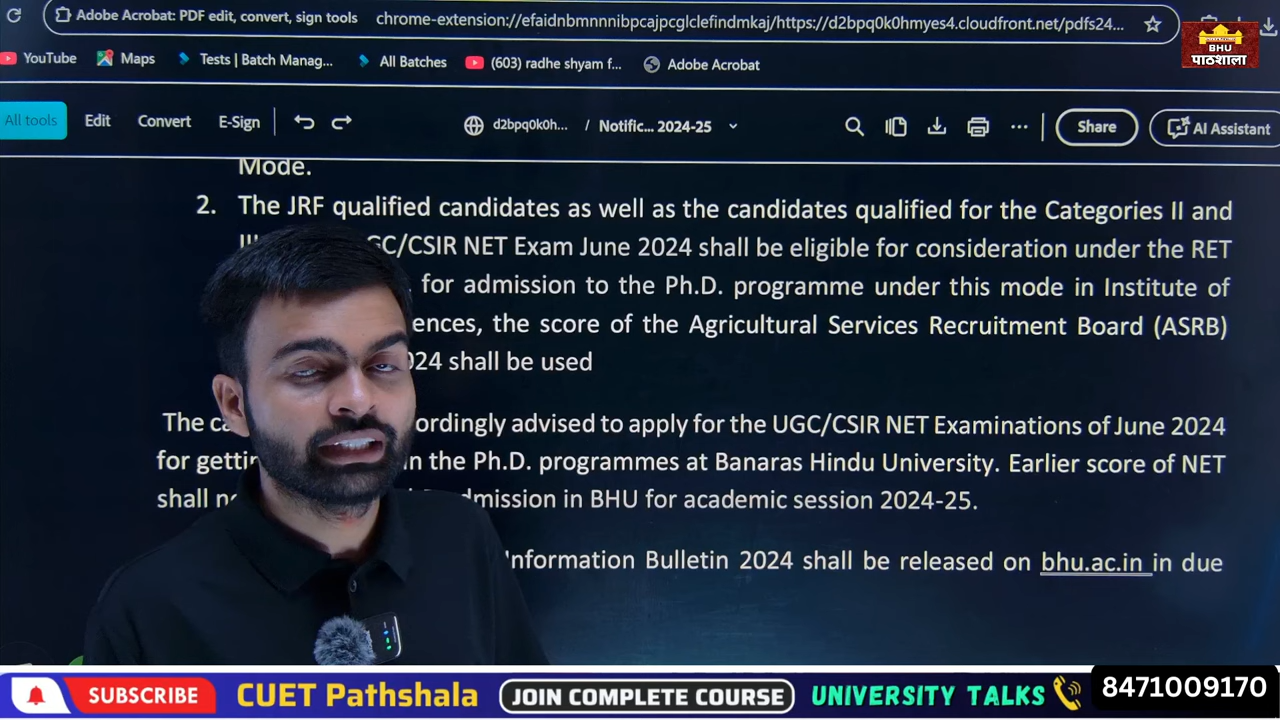 Adobe Acrobat: PDF edit, convert, sign tools chrome-extension://efaidnbmnnnibpcajpcglclefindmkaj/https://d2bpq0k0hmyes4.cloudfront.net/pdfs24...
BHU
पाठशाला
YouTube Maps Tests | Batch Manag... All Batches (603) radhe shyam f... Adobe Acrobat
All tools Edit Convert E-Sign d2bpq0k0h... / Notific... 2024-25 Share AI Assistant
Mode.
2. The JRF qualified candidates as well as the candidates qualified for the Categories II and
GC/CSIR NET Exam June 2024 shall be eligible for consideration under the RET
for admission to the Ph.D. programme under this mode in Institute of
ences, the score of the Agricultural Services Recruitment Board (ASRB)
024 shall be used
The ca ordingly advised to apply for the UGC/CSIR NET Examinations of June 2024
for gettin in the Ph.D. programmes at Banaras Hindu University. Earlier score of NET
shall n dmission in BHU for academic session 2024-25.
Information Bulletin 2024 shall be released on bhu.ac.in in due
SUBSCRIBE CUET Pathshala JOIN COMPLETE COURSE UNIVERSITY TALKS 8471009170